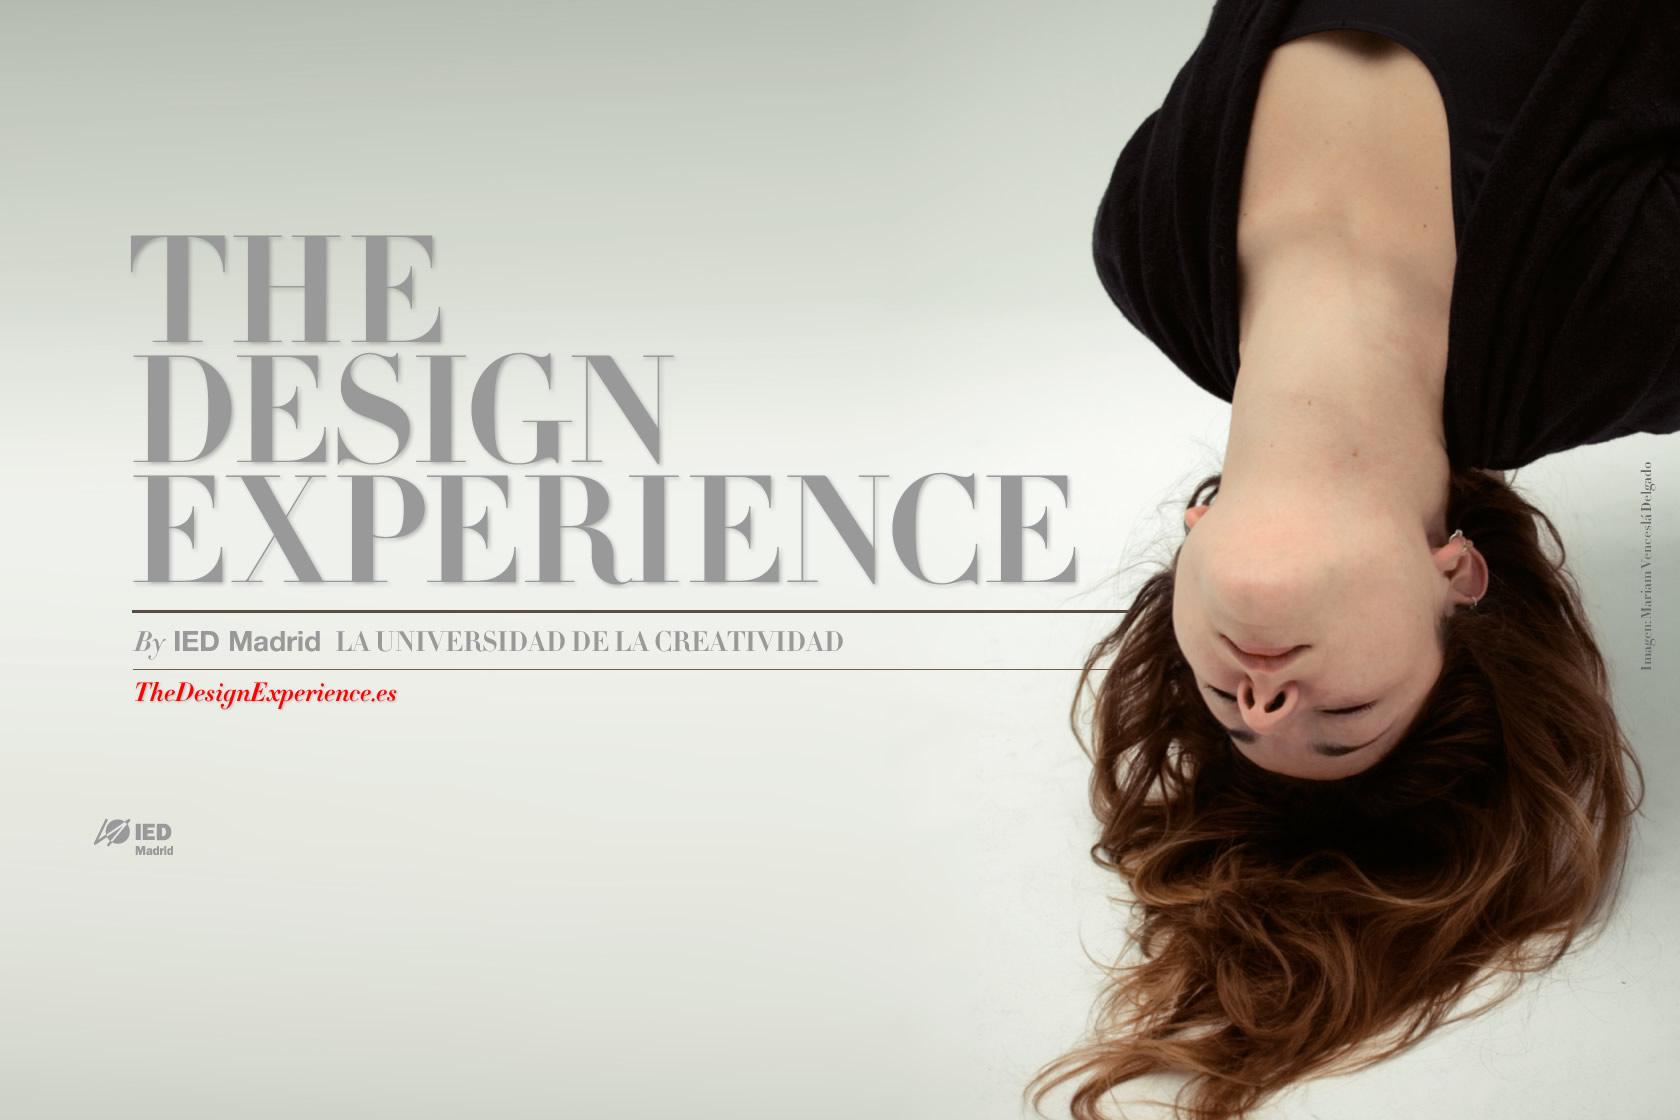 THE
DESIGN
EXPERIENCE
By IED Madrid LA UNIVERSIDAD DE LA CREATIVIDAD
TheDesignExperience.es
IED
Madrid
Imagen: Mariam Venceslá Delgado